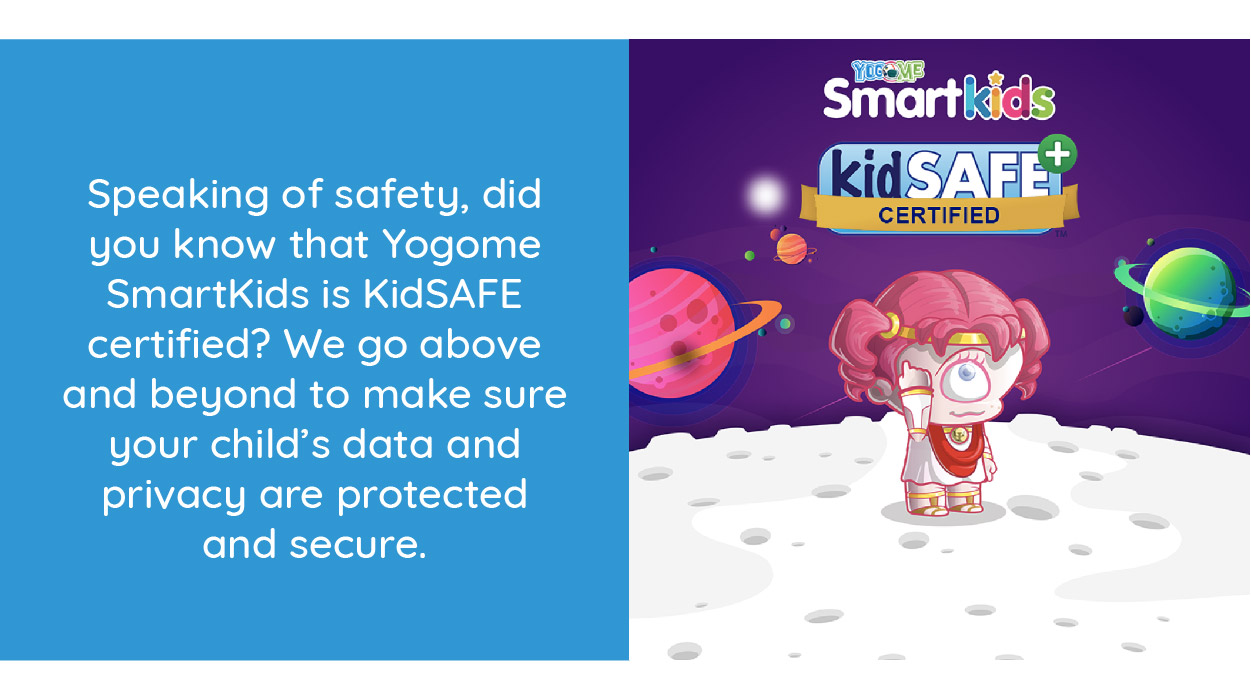 Speaking of safety, did
you know that Yogome
SmartKids is KidSAFE
certified? We go above
and beyond to make sure
your child’s data and
privacy are protected
and secure.
YOGOME
Smartkids
kidSAFE+
CERTIFIED
TM